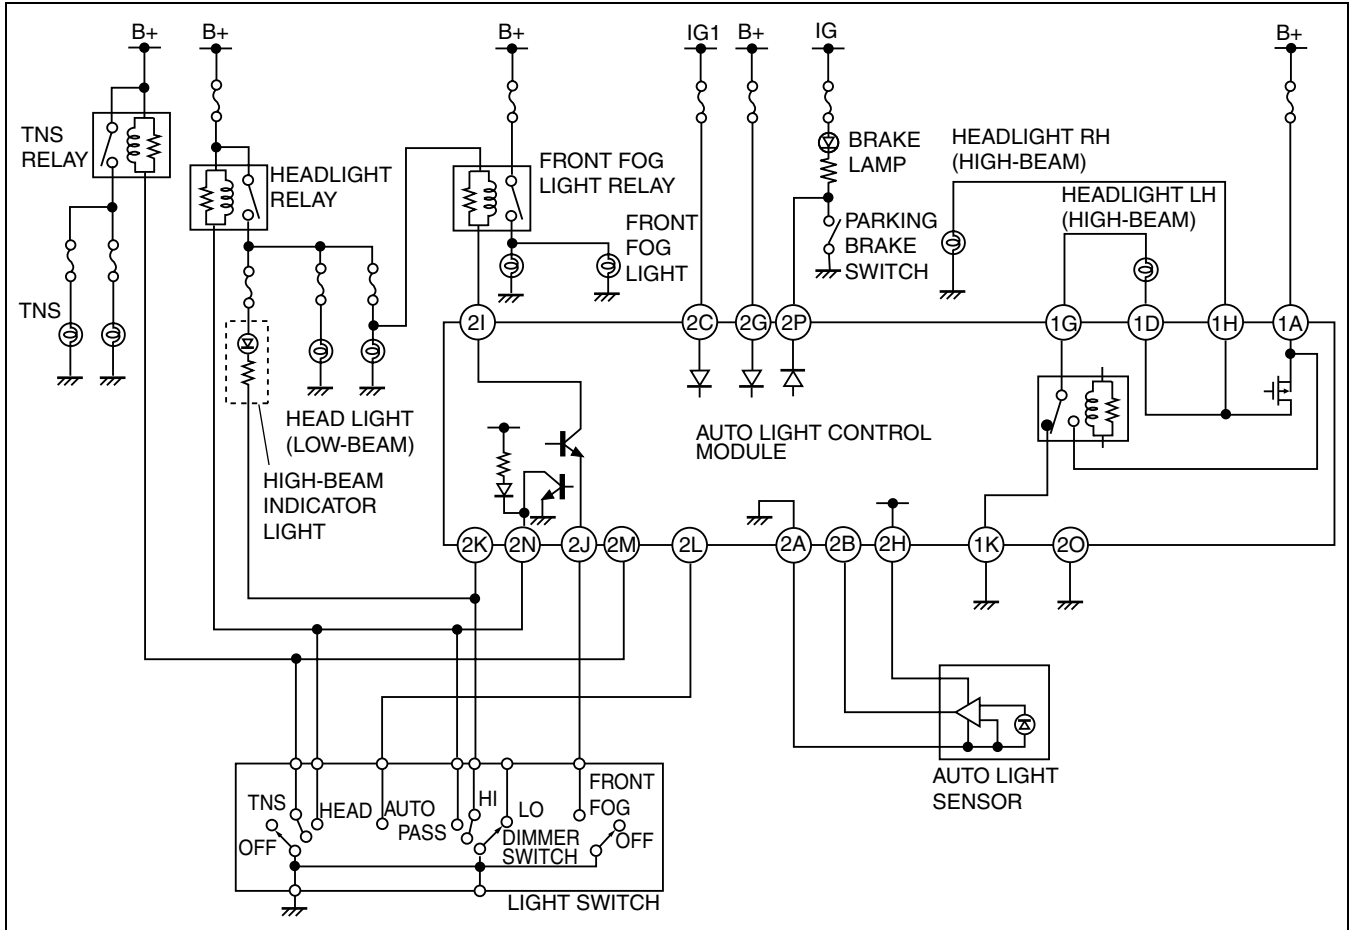 B+
B+
B+
IG1
B+
IG
B+
TNS
RELAY
HEADLIGHT
RELAY
FRONT FOG
LIGHT RELAY
FRONT
FOG
LIGHT
BRAKE
LAMP
PARKING
BRAKE
SWITCH
HEADLIGHT RH
(HIGH-BEAM)
HEADLIGHT LH
(HIGH-BEAM)
TNS
2I
2C
2G
2P
1G
1D
1H
1A
HEAD LIGHT
(LOW-BEAM)
HIGH-BEAM
INDICATOR
LIGHT
AUTO LIGHT CONTROL
MODULE
2K
2N
2J
2M
2L
2A
2B
2H
1K
2O
AUTO LIGHT
SENSOR
TNS
HEAD
AUTO
PASS
HI
LO
FRONT
FOG
OFF
DIMMER
SWITCH
OFF
LIGHT SWITCH